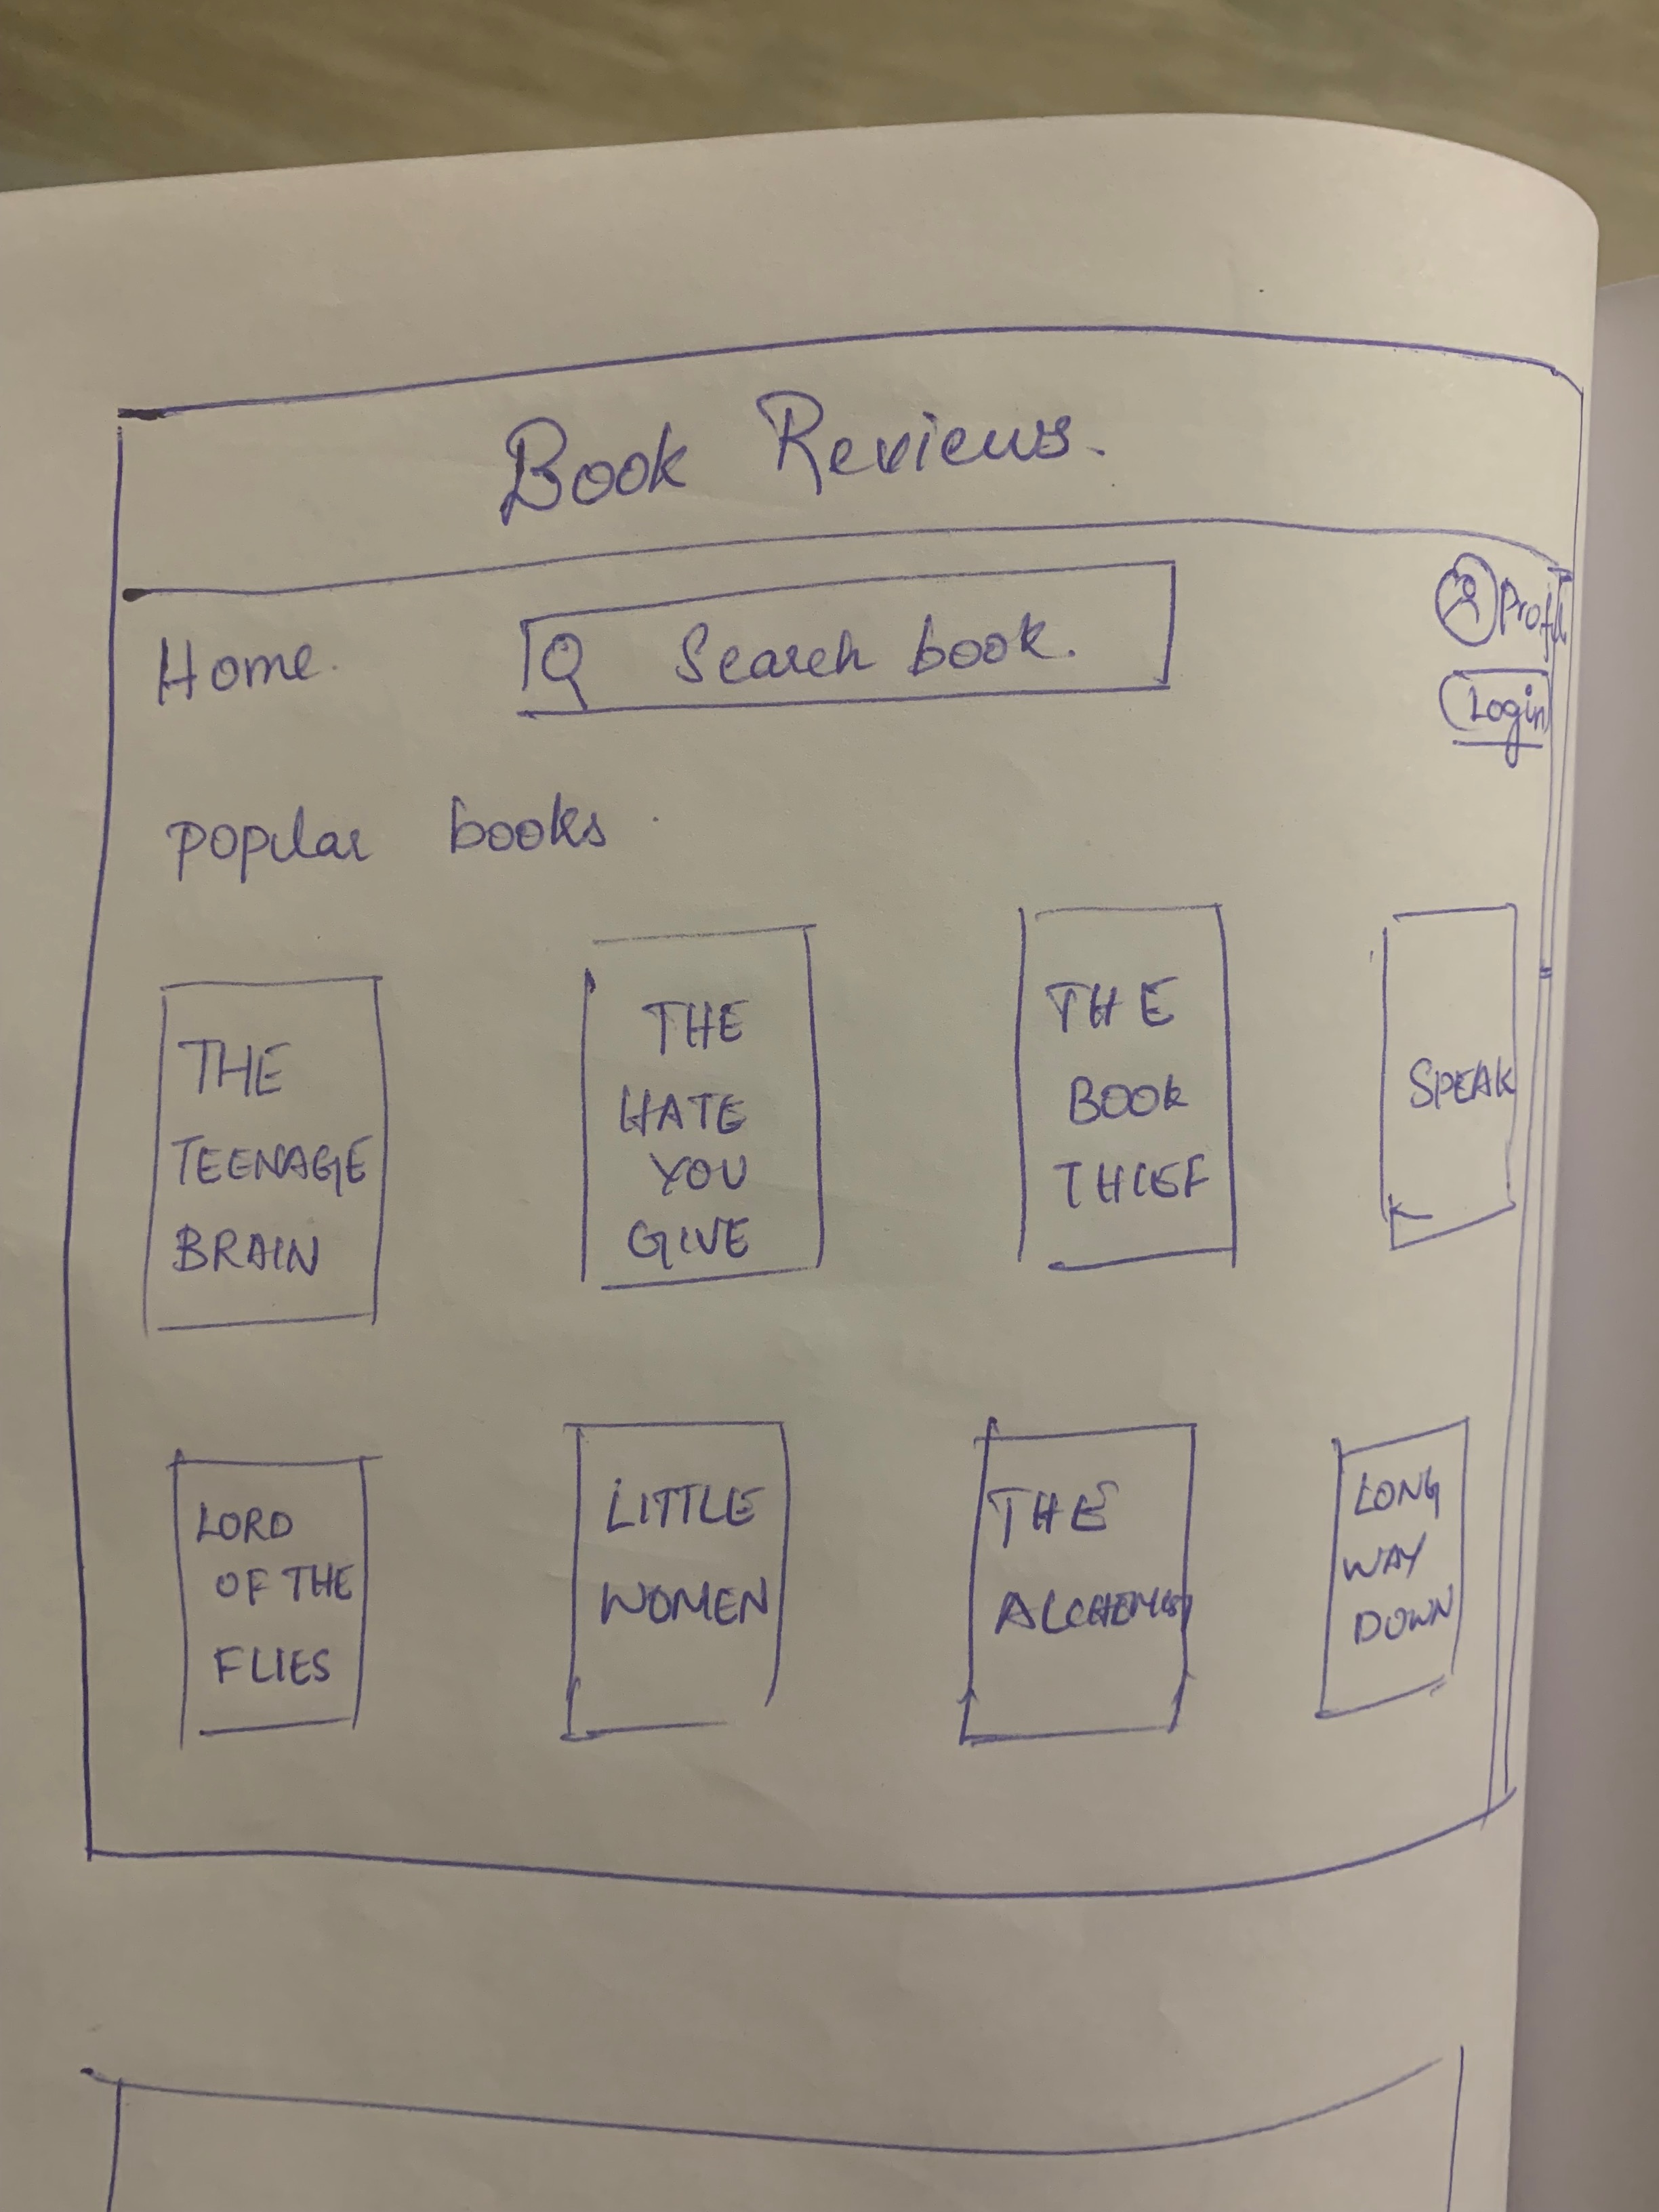 Book Reviews.
Home.
Search book.
Profile
Login
popular books
THE
TEENAGE
BRAIN
THE
HATE
YOU
GIVE
THE
BOOK
THIEF
SPEAK
LORD
OF THE
FLIES
LITTLE
WOMEN
THE
ALCHEMIST
LONG
WAY
DOWN